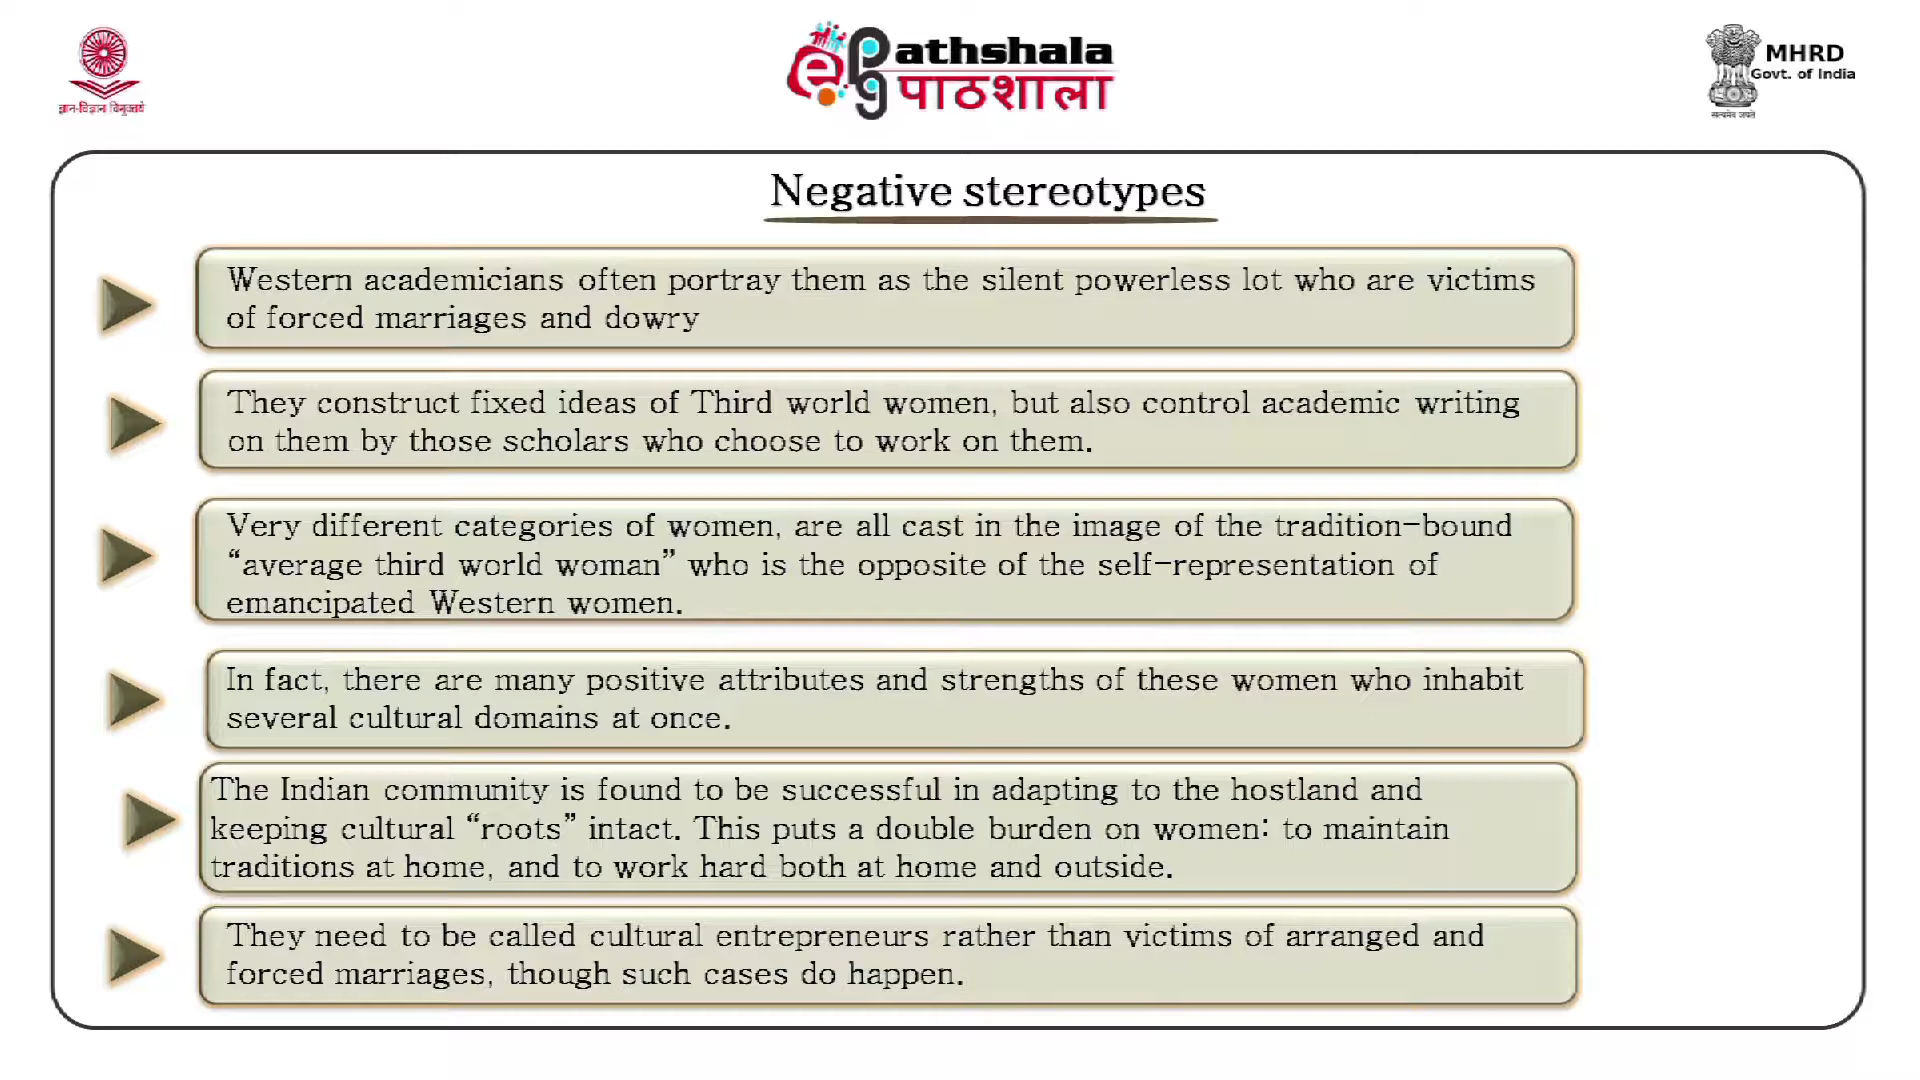 ज्ञान-विज्ञान विमुक्तये
e PG Pathshala
पाठशाला
MHRD
Govt. of India
सत्यमेव जयते
Negative stereotypes
Western academicians often portray them as the silent powerless lot who are victims
of forced marriages and dowry
They construct fixed ideas of Third world women, but also control academic writing
on them by those scholars who choose to work on them.
Very different categories of women, are all cast in the image of the tradition-bound
“average third world woman” who is the opposite of the self-representation of
emancipated Western women.
In fact, there are many positive attributes and strengths of these women who inhabit
several cultural domains at once.
The Indian community is found to be successful in adapting to the hostland and
keeping cultural “roots” intact. This puts a double burden on women: to maintain
traditions at home, and to work hard both at home and outside.
They need to be called cultural entrepreneurs rather than victims of arranged and
forced marriages, though such cases do happen.